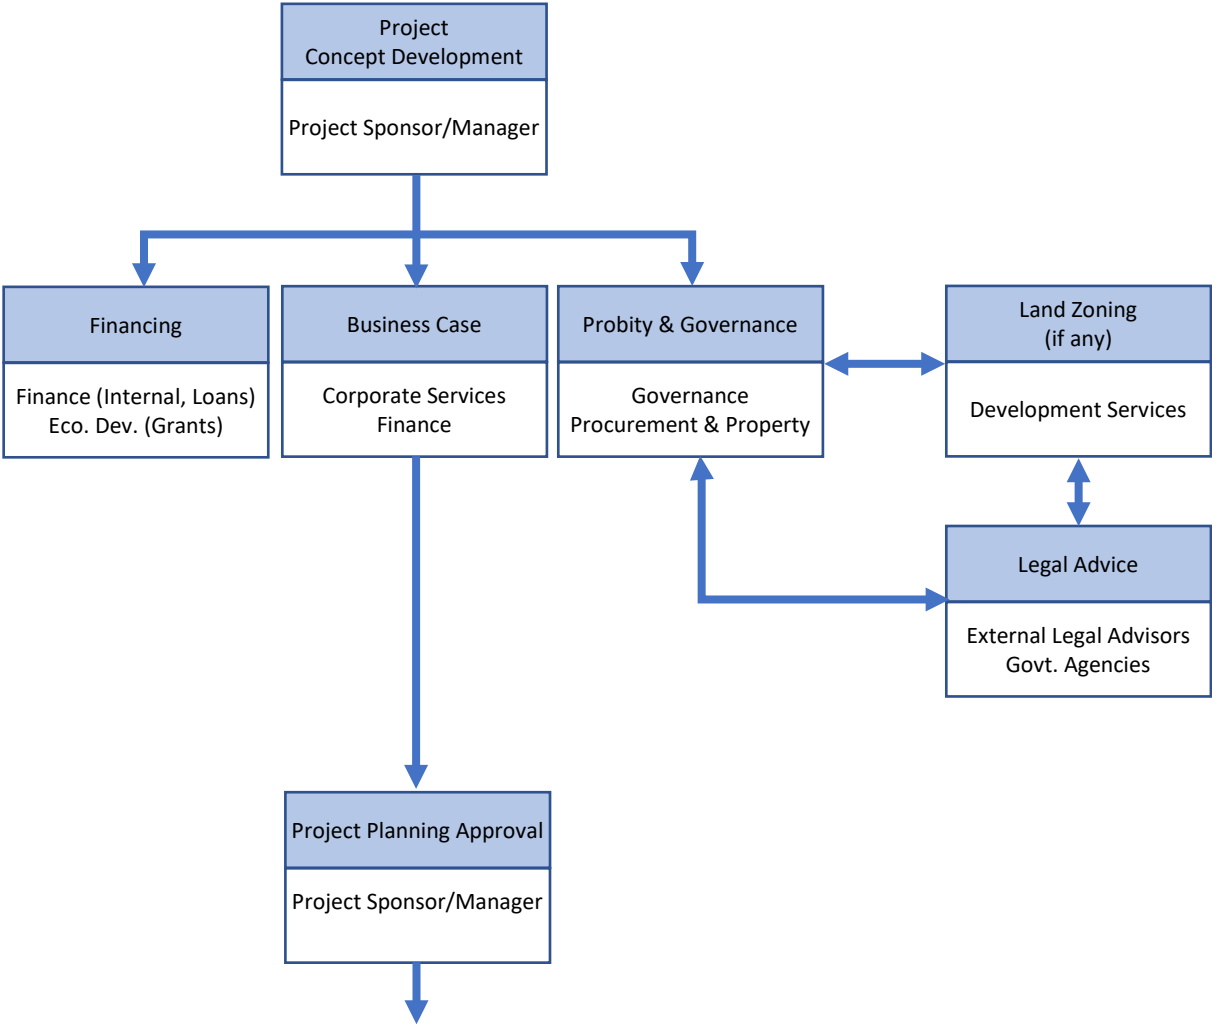 Project
Concept Development
Project Sponsor/Manager
Financing
Finance (Internal, Loans)
Eco. Dev. (Grants)
Business Case
Corporate Services
Finance
Probity & Governance
Governance
Procurement & Property
Land Zoning
(if any)
Development Services
Legal Advice
External Legal Advisors
Govt. Agencies
Project Planning Approval
Project Sponsor/Manager